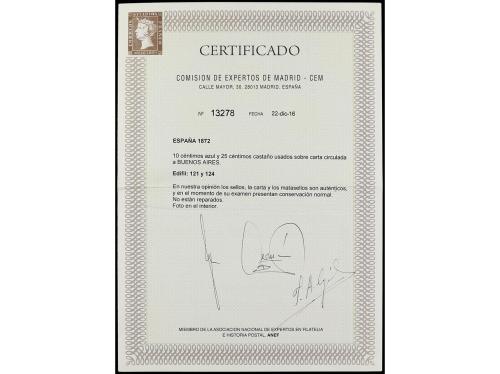 CERTIFICADO
COMISION DE EXPERTOS DE MADRID - CEM
CALLE MAYOR, 30. 28013 MADRID. ESPAÑA
Nº 13278 FECHA 22-dic-16
ESPAÑA 1872
10 céntimos azul y 25 céntimos castaño usados sobre carta circulada
a BUENOS AIRES.
Edifil: 121 y 124
En nuestra opinión los sellos, la carta y los matasellos son auténticos,
y en el momento de su examen presentan conservación normal.
No están reparados.
Foto en el interior.
MIEMBRO DE LA ASOCIACION NACIONAL DE EXPERTOS EN FILATELIA
E HISTORIA POSTAL, ANEF